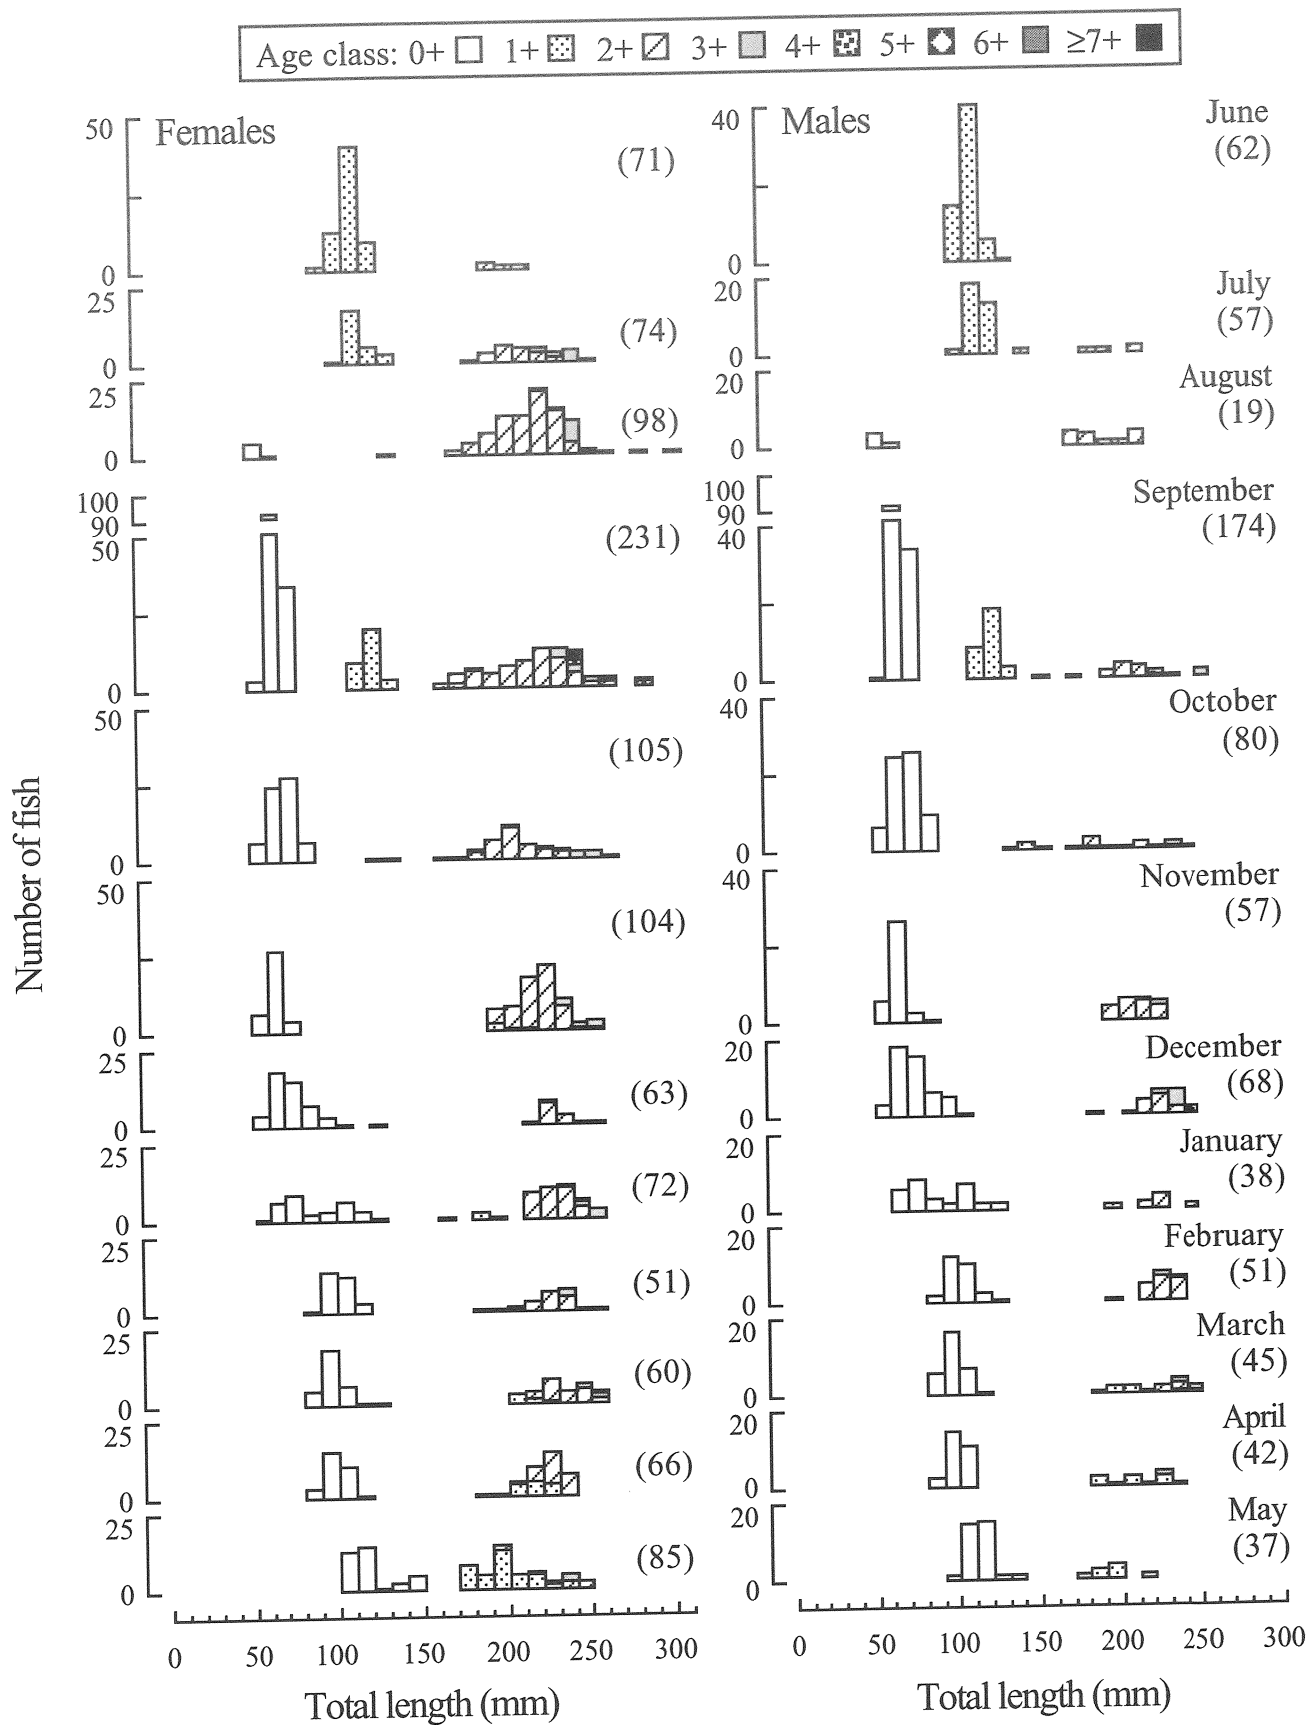 Age class: 0+ 1+ 2+ 3+ 4+ 5+ 6+ ≥7+
50 Females (71) 40 Males June
(62)
0 0
25 (74) 20 July
(57)
0 0
25 (98) 20 August
(19)
0 0
100 100 September
90 (231) 90 (174)
50 40
0 0
50 (105) 40 October
(80)
0 0
50 (104) 40 November
(57)
0 0
25 (63) 20 December
(68)
0 0
25 (72) 20 January
(38)
0 0
25 (51) 20 February
(51)
0 0
25 (60) 20 March
(45)
0 0
25 (66) 20 April
(42)
0 0
25 (85) 20 May
(37)
0 0
Number of fish
0 50 100 150 200 250 300 0 50 100 150 200 250 300
Total length (mm) Total length (mm)